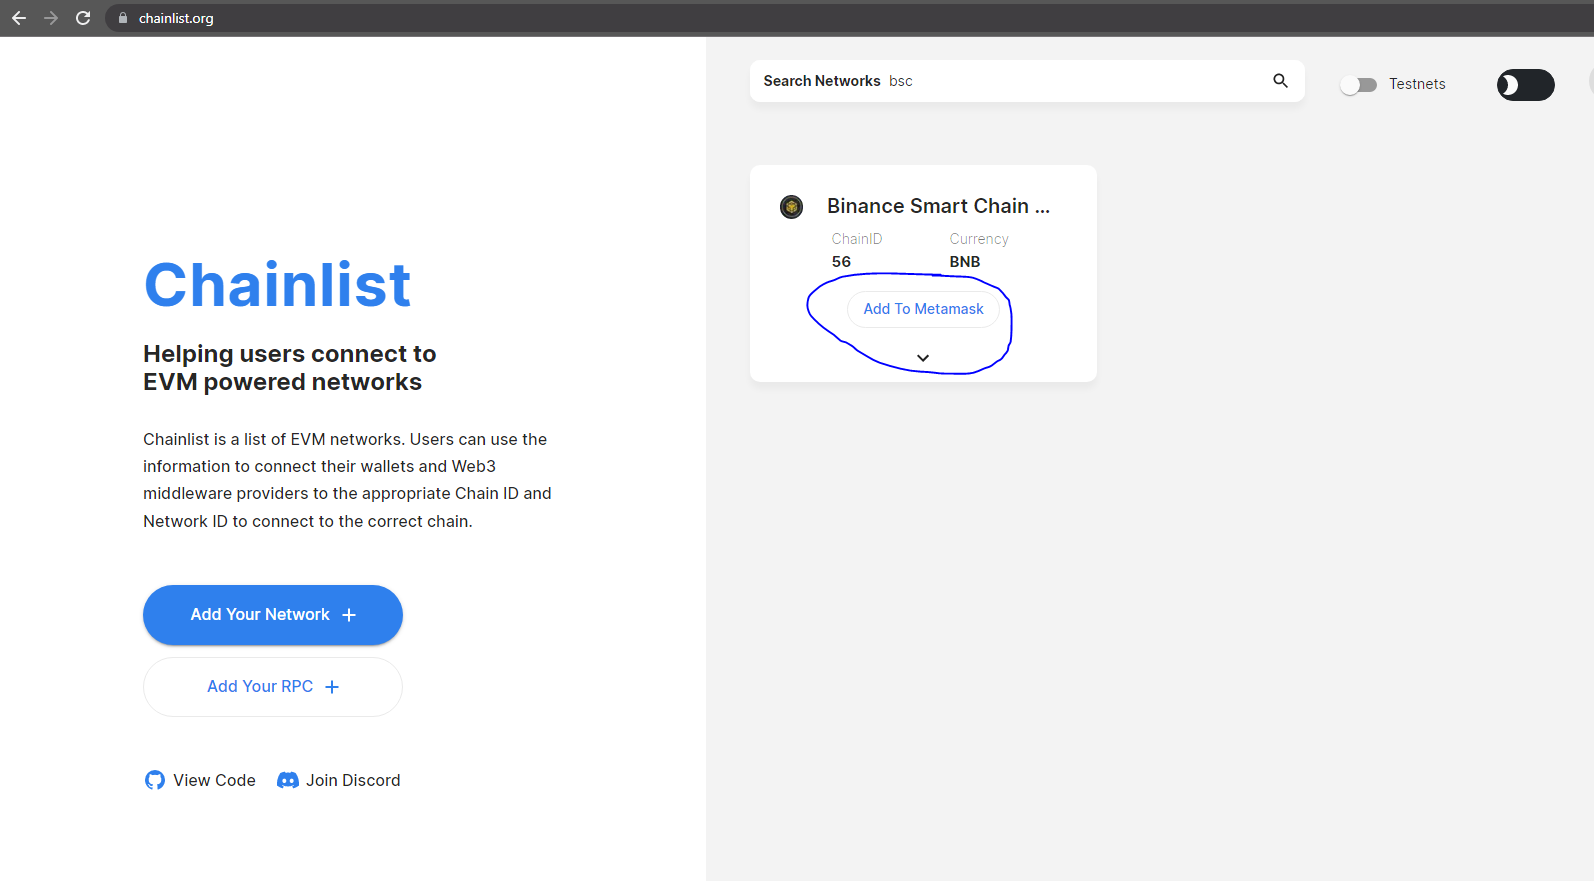 chainlist.org
Search Networks bsc
Testnets
Binance Smart Chain ...
ChainID Currency
56 BNB
Add To Metamask
Chainlist
Helping users connect to
EVM powered networks
Chainlist is a list of EVM networks. Users can use the
information to connect their wallets and Web3
middleware providers to the appropriate Chain ID and
Network ID to connect to the correct chain.
Add Your Network +
Add Your RPC +
View Code Join Discord